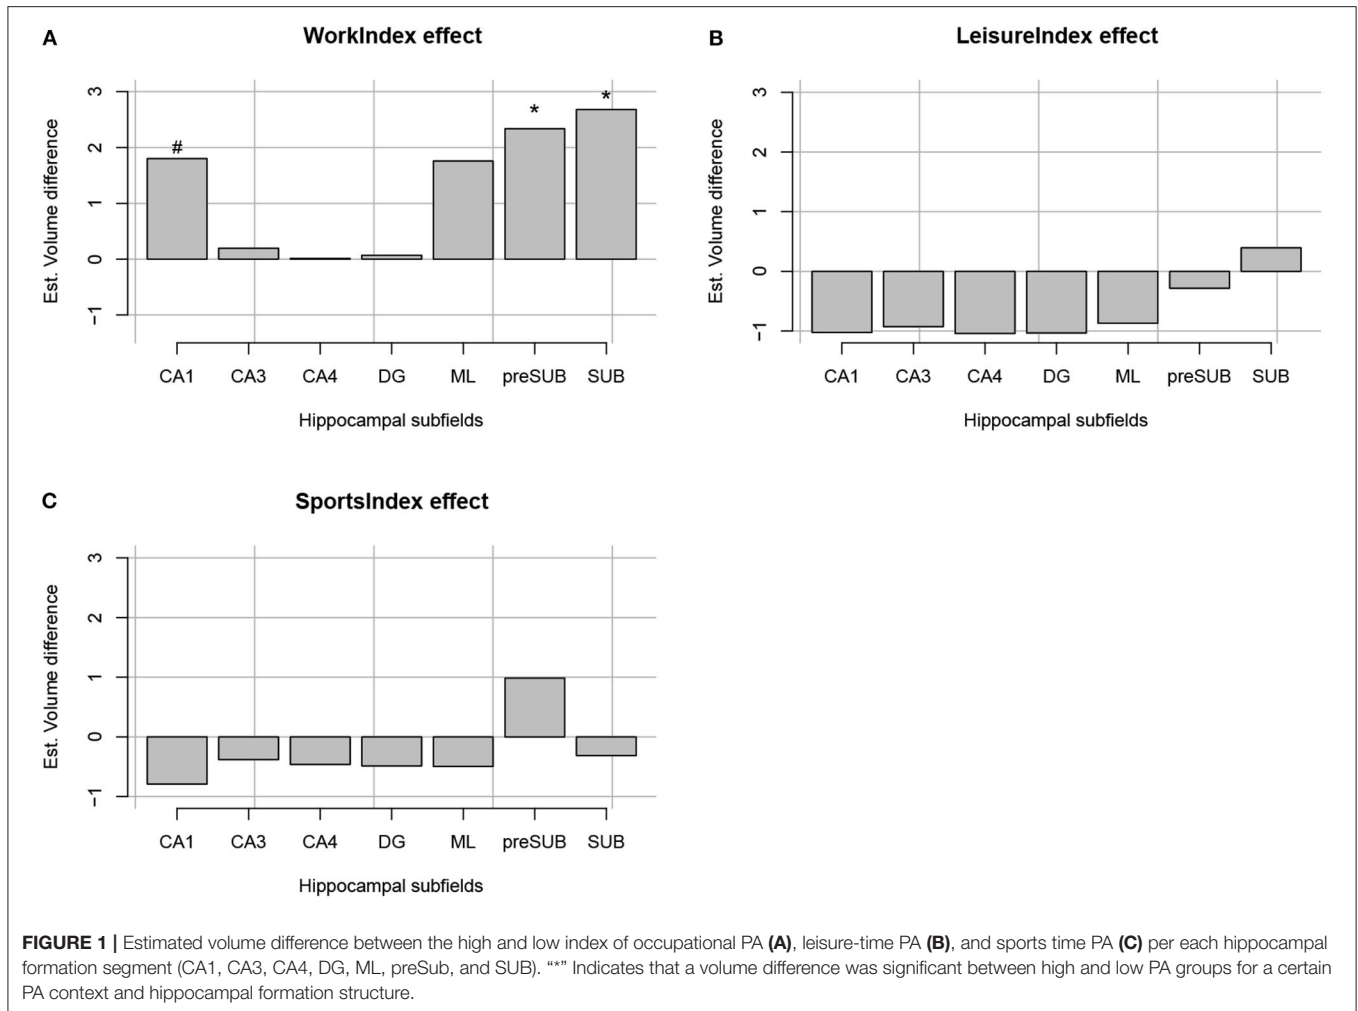 A
WorkIndex effect
Est. Volume difference
3
2
1
0
−1
#
*
*
CA1 CA3 CA4 DG ML preSUB SUB
Hippocampal subfields
B
LeisureIndex effect
Est. Volume difference
3
2
1
0
−1
CA1 CA3 CA4 DG ML preSUB SUB
Hippocampal subfields
C
SportsIndex effect
Est. Volume difference
3
2
1
0
−1
CA1 CA3 CA4 DG ML preSUB SUB
Hippocampal subfields
FIGURE 1 | Estimated volume difference between the high and low index of occupational PA (A), leisure-time PA (B), and sports time PA (C) per each hippocampal
formation segment (CA1, CA3, CA4, DG, ML, preSub, and SUB). “*” Indicates that a volume difference was significant between high and low PA groups for a certain
PA context and hippocampal formation structure.